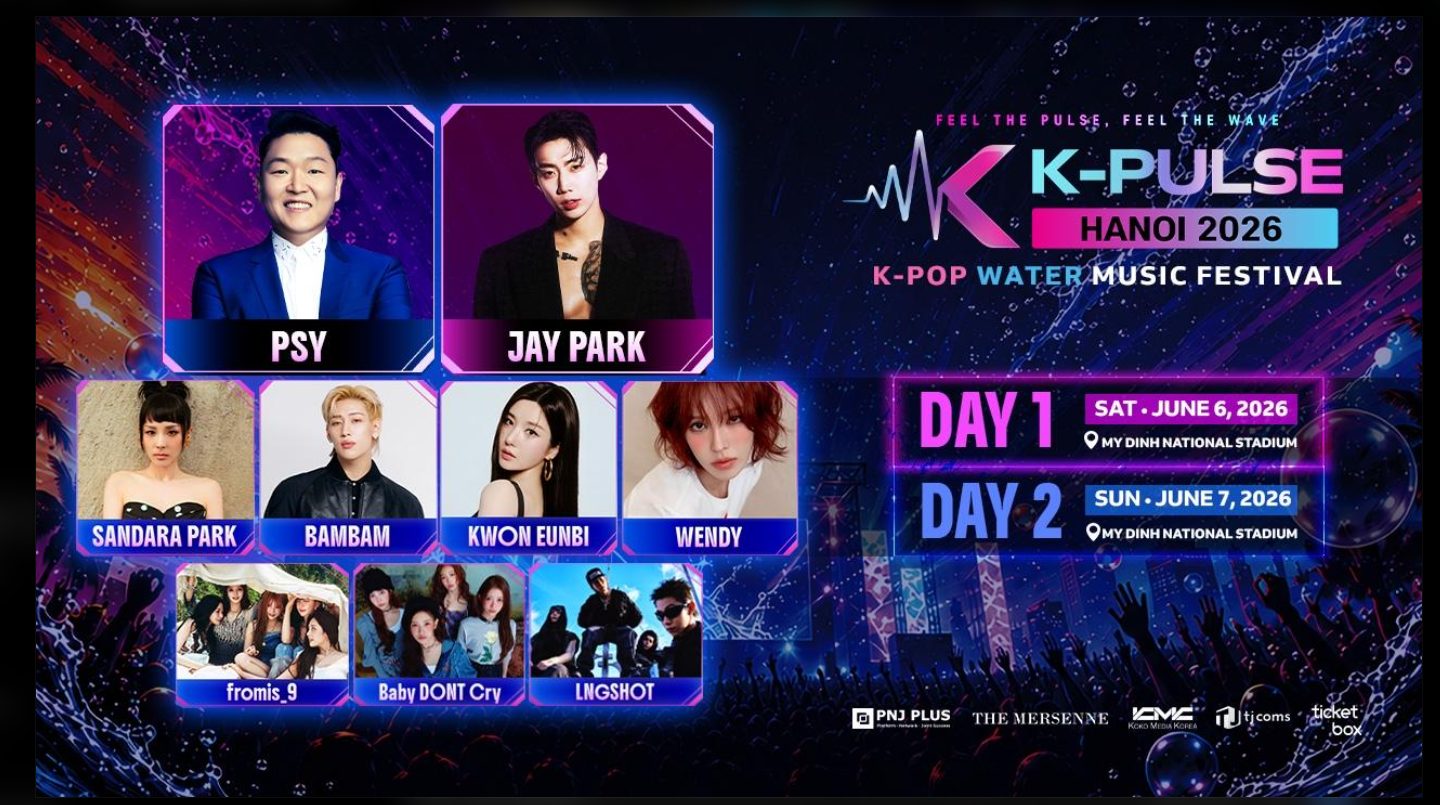 PSY
JAY PARK
SANDARA PARK
BAMBAM
KWON EUNBI
WENDY
fromis_9
Baby DONT Cry
LNGSHOT
FEEL THE PULSE, FEEL THE WAVE
K-PULSE
HANOI 2026
K-POP WATER MUSIC FESTIVAL
DAY 1
SAT • JUNE 6, 2026
MY DINH NATIONAL STADIUM
DAY 2
SUN • JUNE 7, 2026
MY DINH NATIONAL STADIUM
PNJ PLUS
THE MERSENNE
KMC
KOKO MEDIA KOREA
tjcoms
ticket
box